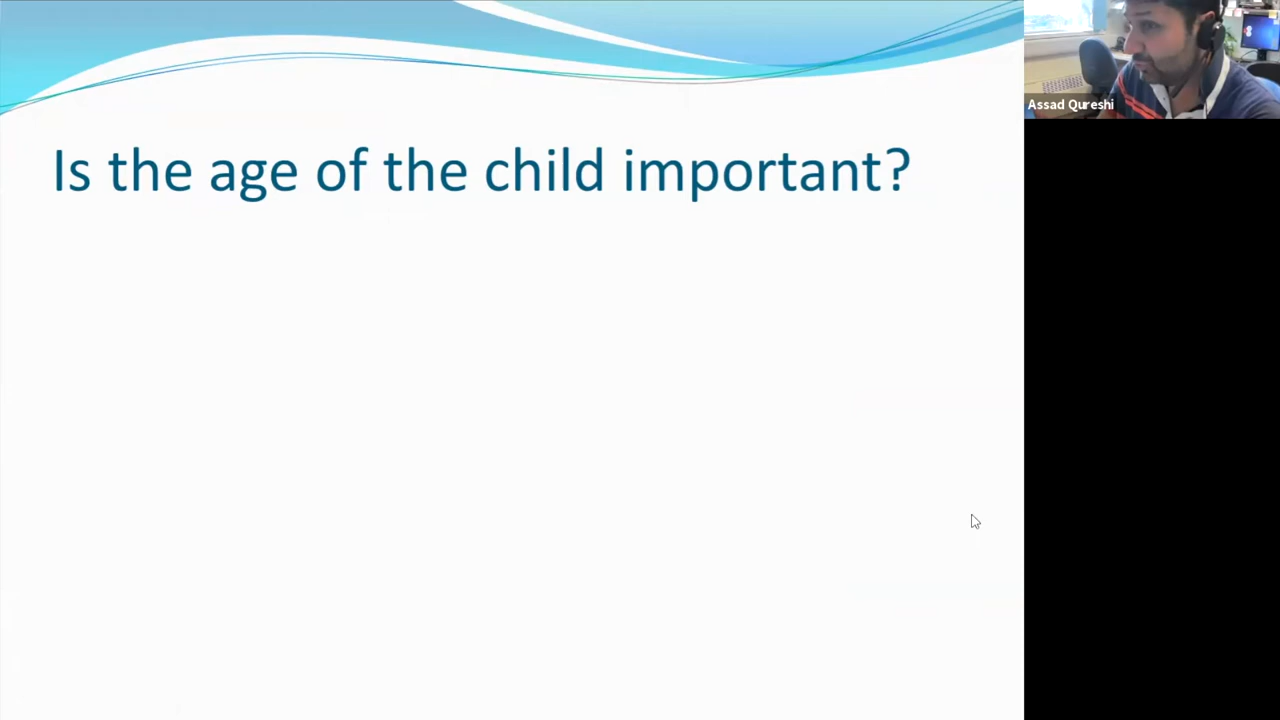 Is the age of the child important?
Assad Qureshi